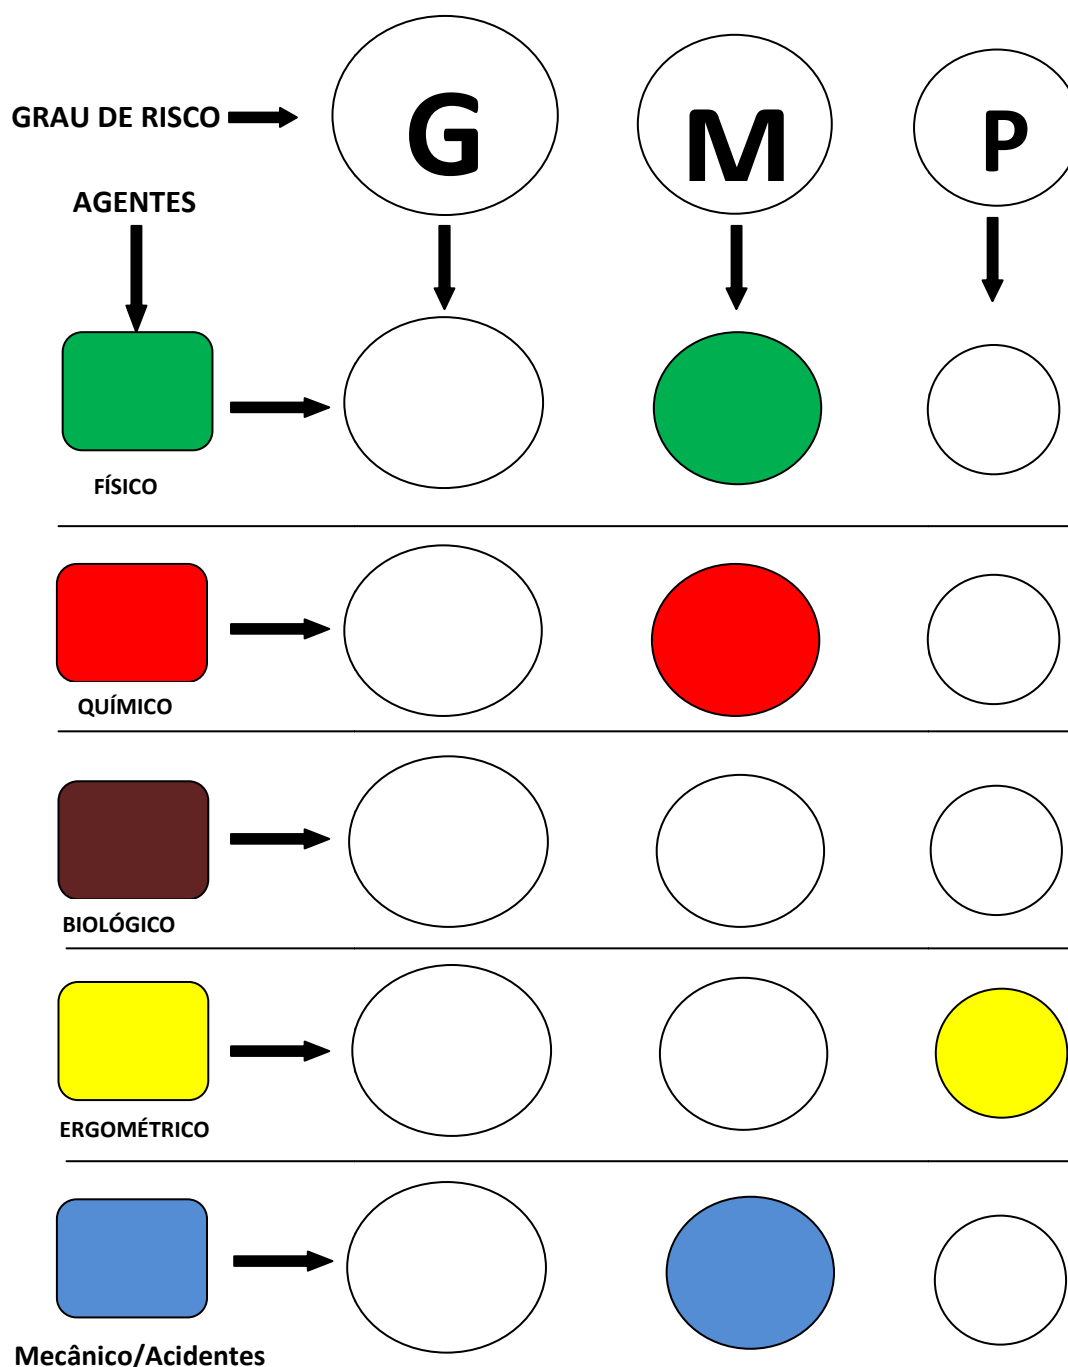 GRAU DE RISCO
G
M
P
AGENTES
FÍSICO
QUÍMICO
BIOLÓGICO
ERGOMÉTRICO
Mecânico/Acidentes